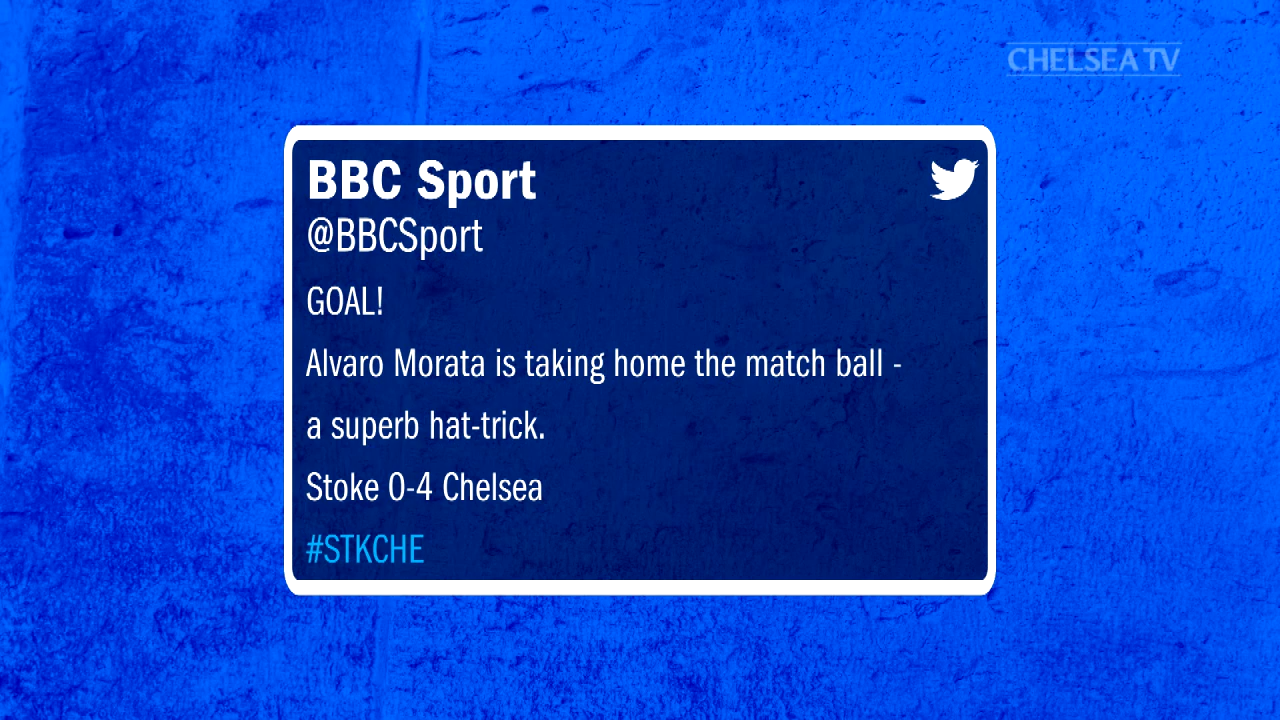 CHELSEA TV
BBC Sport
@BBCSport
GOAL!
Alvaro Morata is taking home the match ball -
a superb hat-trick.
Stoke 0-4 Chelsea
#STKCHE